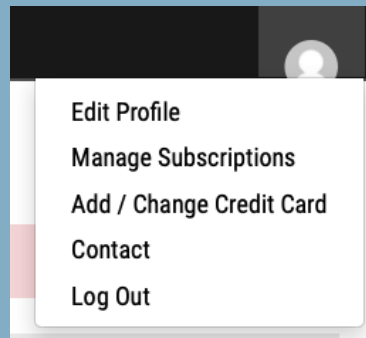 Edit Profile
Manage Subscriptions
Add / Change Credit Card
Contact
Log Out